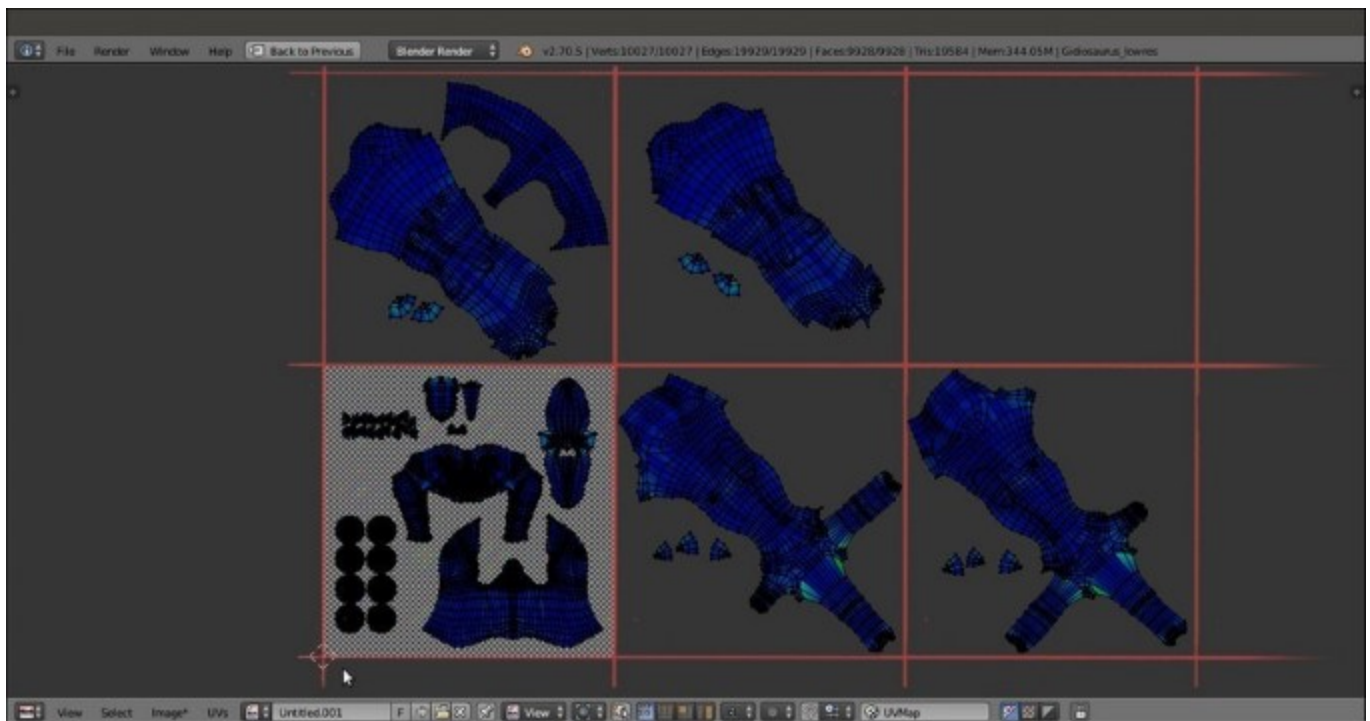 File Render Window Help Back to Previous Blender Render v2.70.5 | Verts:10027/10027 | Edges:19929/19929 | Faces:9928/9928 | Tris:19584 | Mem:344.05M | Gidiosaurus_lowres
View Select Image* UVs Untitled.001 F View UVMap